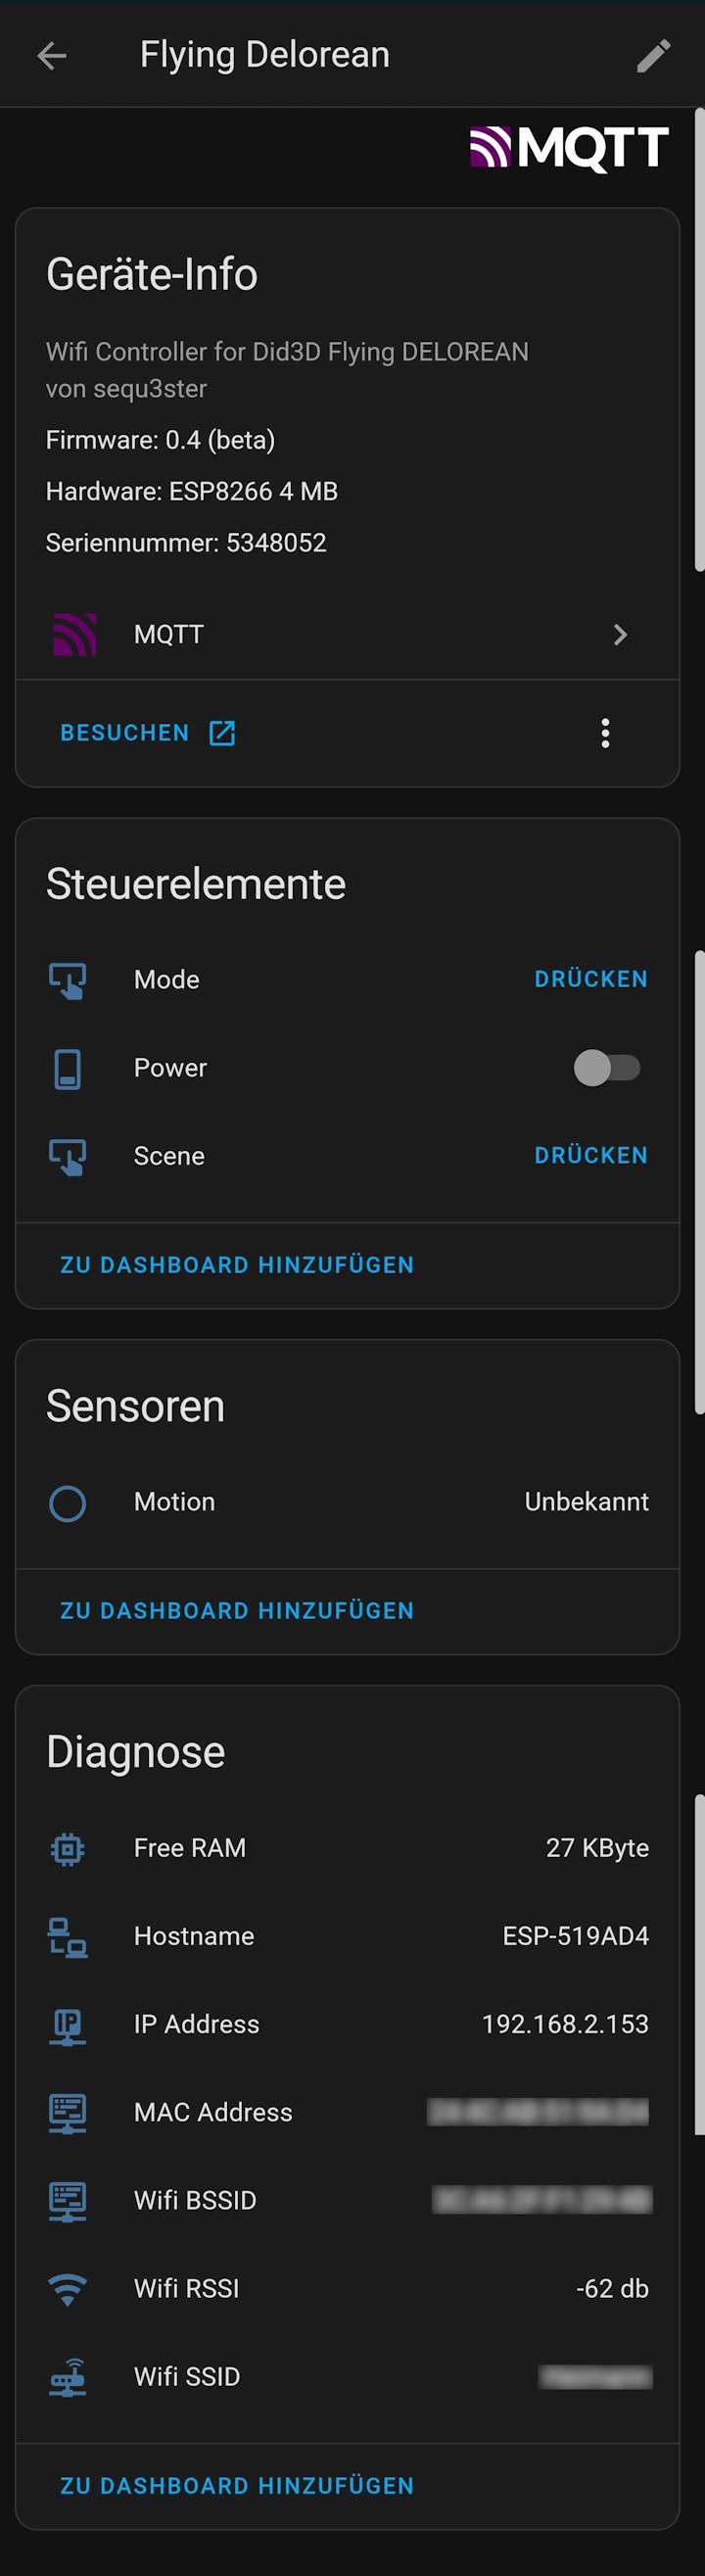 Flying Delorean
MQTT
Geräte-Info
Wifi Controller for Did3D Flying DELOREAN
von sequ3ster
Firmware: 0.4 (beta)
Hardware: ESP8266 4 MB
Seriennummer: 5348052
MQTT
BESUCHEN
Steuerelemente
Mode DRÜCKEN
Power
Scene DRÜCKEN
ZU DASHBOARD HINZUFÜGEN
Sensoren
Motion Unbekannt
ZU DASHBOARD HINZUFÜGEN
Diagnose
Free RAM 27 KByte
Hostname ESP-519AD4
IP Address 192.168.2.153
MAC Address
Wifi BSSID
Wifi RSSI -62 db
Wifi SSID
ZU DASHBOARD HINZUFÜGEN